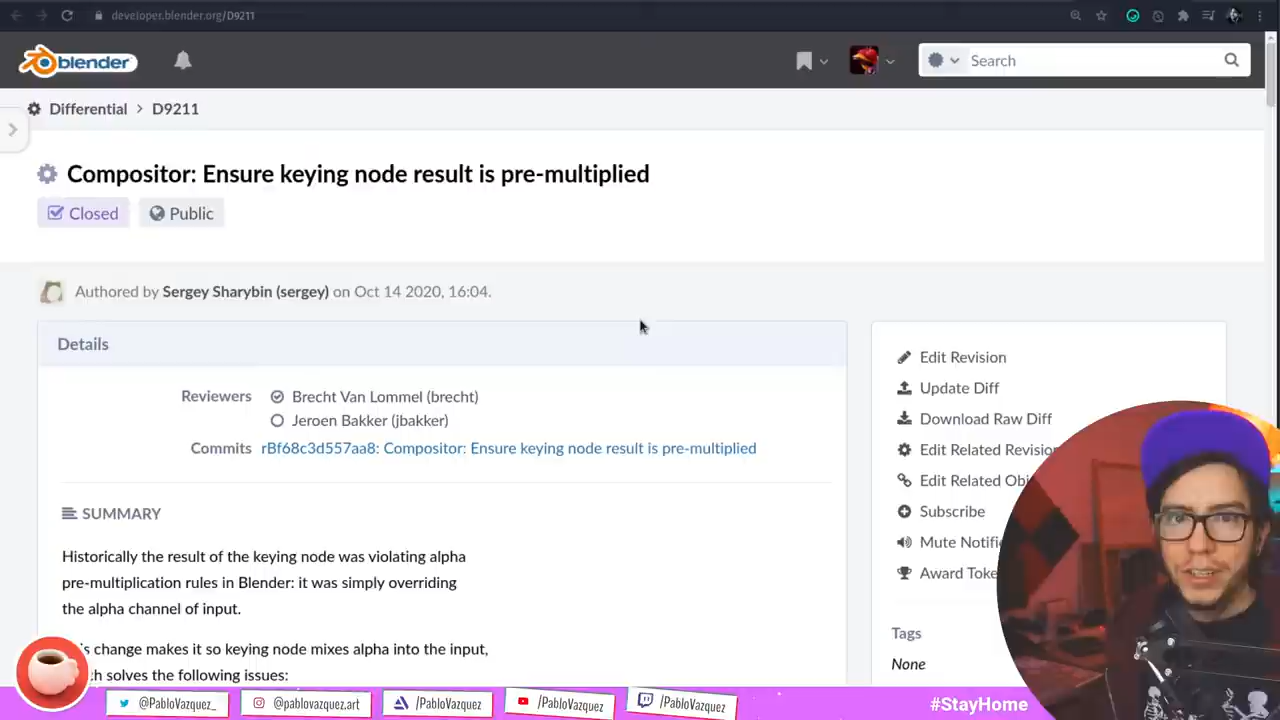 developer.blender.org/D9211
blender
Search
Differential > D9211
Compositor: Ensure keying node result is pre-multiplied
Closed
Public
Authored by Sergey Sharybin (sergey) on Oct 14 2020, 16:04.
Details
Reviewers
Brecht Van Lommel (brecht)
Jeroen Bakker (jbakker)
Commits
rBf68c3d557aa8: Compositor: Ensure keying node result is pre-multiplied
SUMMARY
Historically the result of the keying node was violating alpha
pre-multiplication rules in Blender: it was simply overriding
the alpha channel of input.
change makes it so keying node mixes alpha into the input,
solves the following issues:
Edit Revision
Update Diff
Download Raw Diff
Edit Related
Edit Related
Subscribe
Mute
Award
Tags
None
@PabloVazquez_
@pablovazquez.art
/PabloVazquez
/PabloVazquez
/PabloVazquez
#StayHome